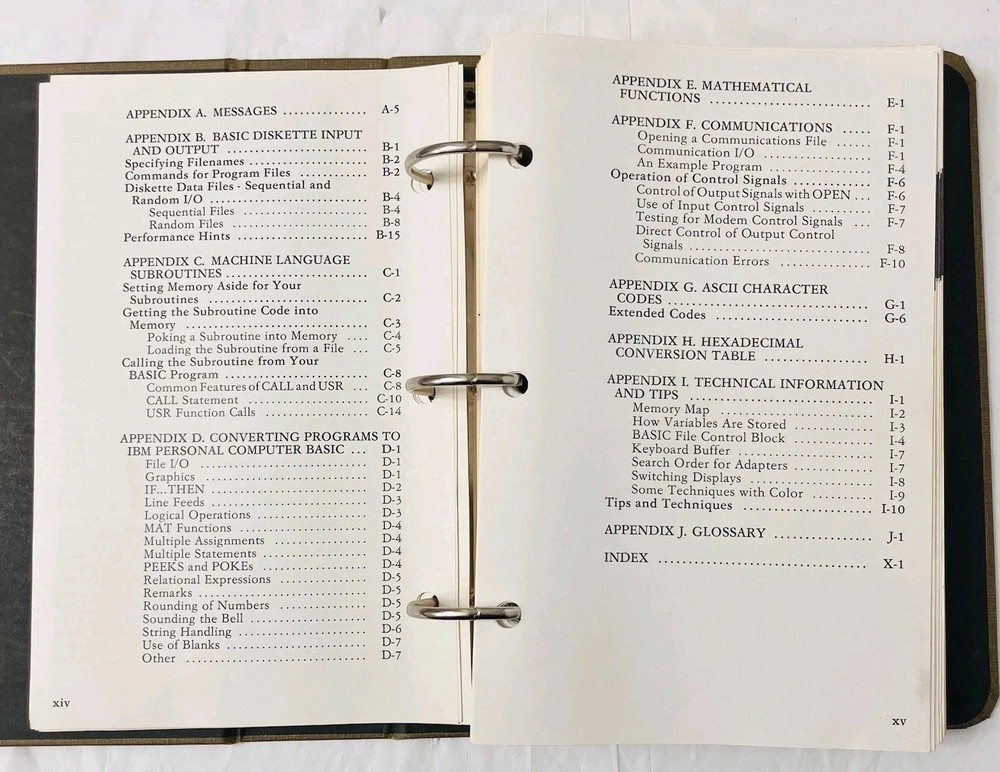 APPENDIX A. MESSAGES .............. A-5
APPENDIX B. BASIC DISKETTE INPUT
AND OUTPUT ....................... B-1
Specifying Filenames .................... B-2
Commands for Program Files ............. B-2
Diskette Data Files - Sequential and
Random I/O ......................... B-4
Sequential Files ..................... B-4
Random Files ....................... B-8
Performance Hints ...................... B-15
APPENDIX C. MACHINE LANGUAGE
SUBROUTINES ....................... C-1
Setting Memory Aside for Your
Subroutines .......................... C-2
Getting the Subroutine Code into
Memory ............................. C-3
Poking a Subroutine into Memory .... C-4
Loading the Subroutine from a File ... C-5
Calling the Subroutine from Your
BASIC Program ....................... C-8
Common Features of CALL and USR ... C-8
CALL Statement ..................... C-10
USR Function Calls .................. C-14
APPENDIX D. CONVERTING PROGRAMS TO
IBM PERSONAL COMPUTER BASIC ... D-1
File I/O ............................ D-1
Graphics ........................... D-1
IF...THEN .......................... D-2
Line Feeds .......................... D-3
Logical Operations ................... D-3
MAT Functions ...................... D-4
Multiple Assignments ................. D-4
Multiple Statements .................. D-4
PEEKS and POKEs ................... D-4
Relational Expressions ................ D-5
Remarks ............................ D-5
Rounding of Numbers ................ D-5
Sounding the Bell .................... D-5
String Handling ...................... D-6
Use of Blanks ........................ D-7
Other .............................. D-7
xiv
APPENDIX E. MATHEMATICAL
FUNCTIONS ......................... E-1
APPENDIX F. COMMUNICATIONS ..... F-1
Opening a Communications File ...... F-1
Communication I/O ................. F-1
An Example Program ................ F-4
Operation of Control Signals ............ F-6
Control of Output Signals with OPEN ... F-6
Use of Input Control Signals ......... F-7
Testing for Modem Control Signals ... F-7
Direct Control of Output Control
Signals ............................ F-8
Communication Errors ............... F-10
APPENDIX G. ASCII CHARACTER
CODES ............................. G-1
Extended Codes ........................ G-6
APPENDIX H. HEXADECIMAL
CONVERSION TABLE ................ H-1
APPENDIX I. TECHNICAL INFORMATION
AND TIPS ........................... I-1
Memory Map ....................... I-2
How Variables Are Stored ............ I-3
BASIC File Control Block ............ I-4
Keyboard Buffer ..................... I-7
Search Order for Adapters ............ I-7
Switching Displays ................... I-8
Some Techniques with Color ......... I-9
Tips and Techniques .................... I-10
APPENDIX J. GLOSSARY ............... J-1
INDEX ................................ X-1
xv